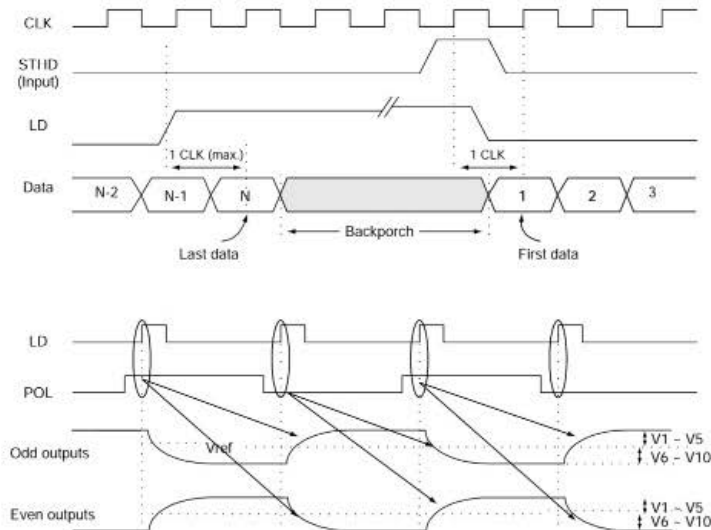 CLK
STHD
(Input)
LD
1 CLK (max.)
1 CLK
Data
N-2
N-1
N
1
2
3
Backporch
Last data
First data
LD
POL
Odd outputs
Vref
V1 ~ V5
V6 ~ V10
Even outputs
V1 ~ V5
V6 ~ V10